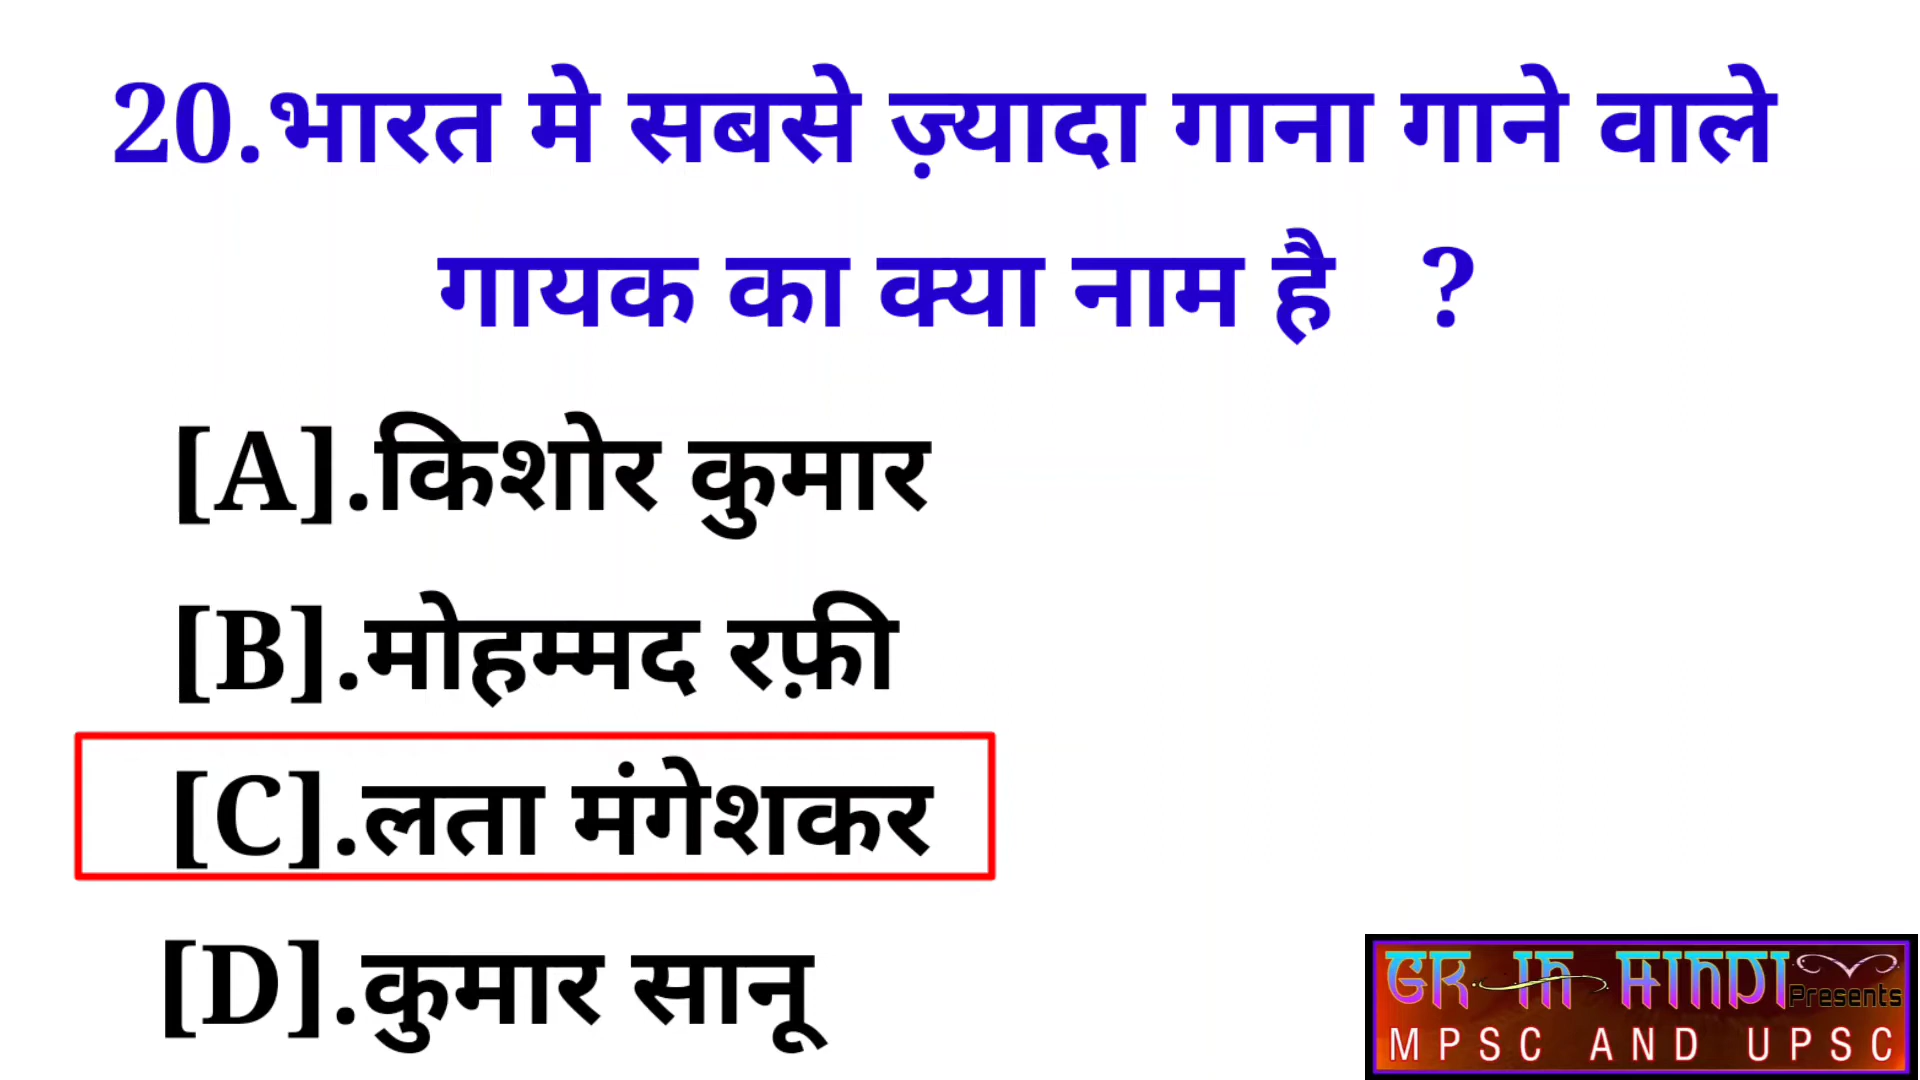 20.भारत मे सबसे ज़्यादा गाना गाने वाले
गायक का क्या नाम है ?
[A].किशोर कुमार
[B].मोहम्मद रफ़ी
[C].लता मंगेशकर
[D].कुमार सानू
GK IN HINDI
Presents
MPSC AND UPSC